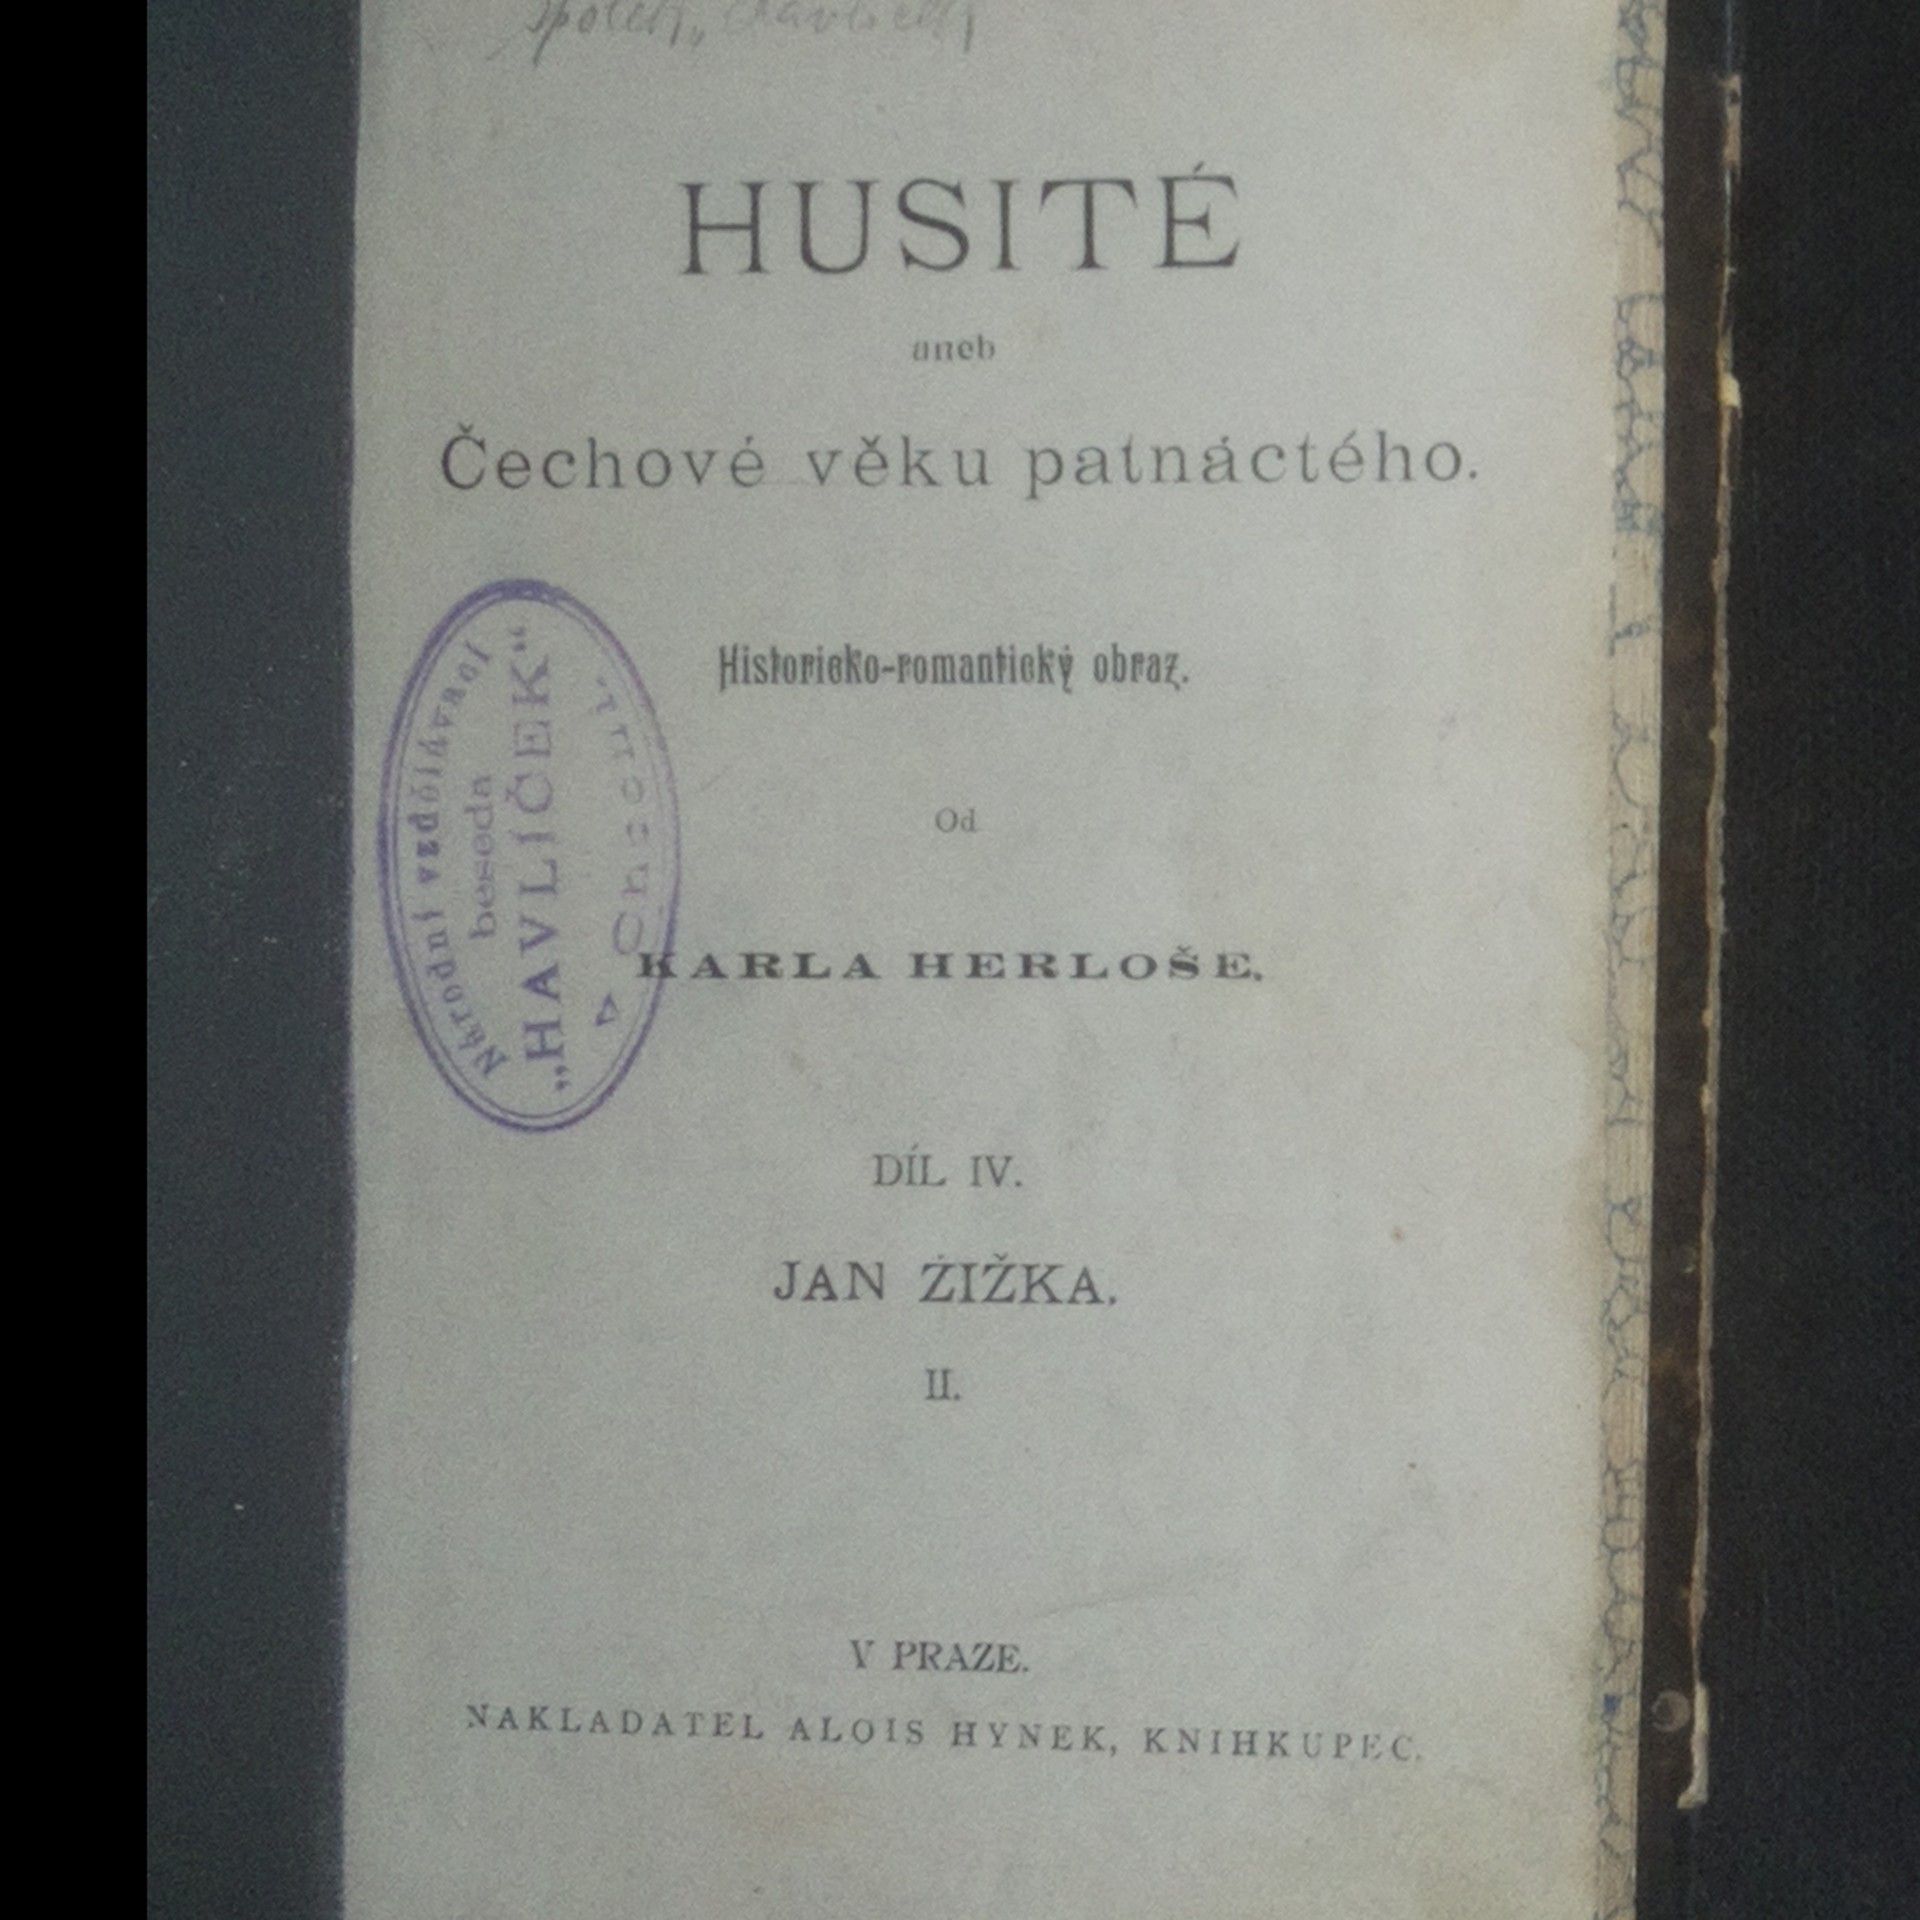 HUSITÉ
aneb
Čechové věku patnáctého.
Historicko-romantický obraz.
Od
KARLA HERLOŠE.
DÍL IV.
JAN ŽIŽKA.
II.
V PRAZE.
NAKLADATEL ALOIS HYNEK, KNIHKUPEC.
Národní vzdělávací
beseda
„HAVLÍČEK“